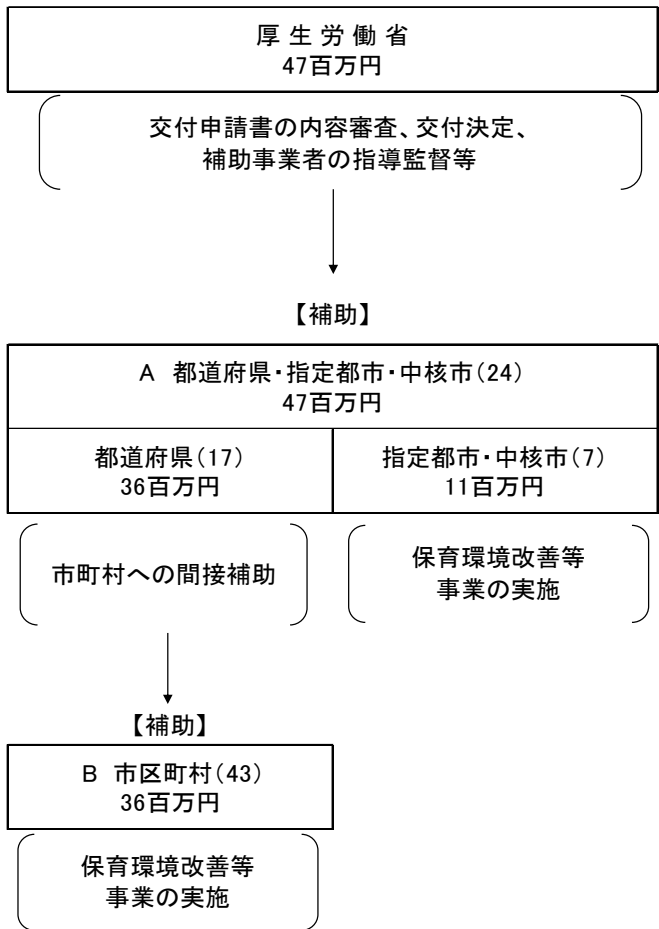 厚生労働省
47百万円
交付申請書の内容審査、交付決定、
補助事業者の指導監督等
【補助】
A 都道府県・指定都市・中核市(24)
47百万円
都道府県(17)
36百万円
指定都市・中核市(7)
11百万円
市町村への間接補助
保育環境改善等
事業の実施
【補助】
B 市区町村(43)
36百万円
保育環境改善等
事業の実施